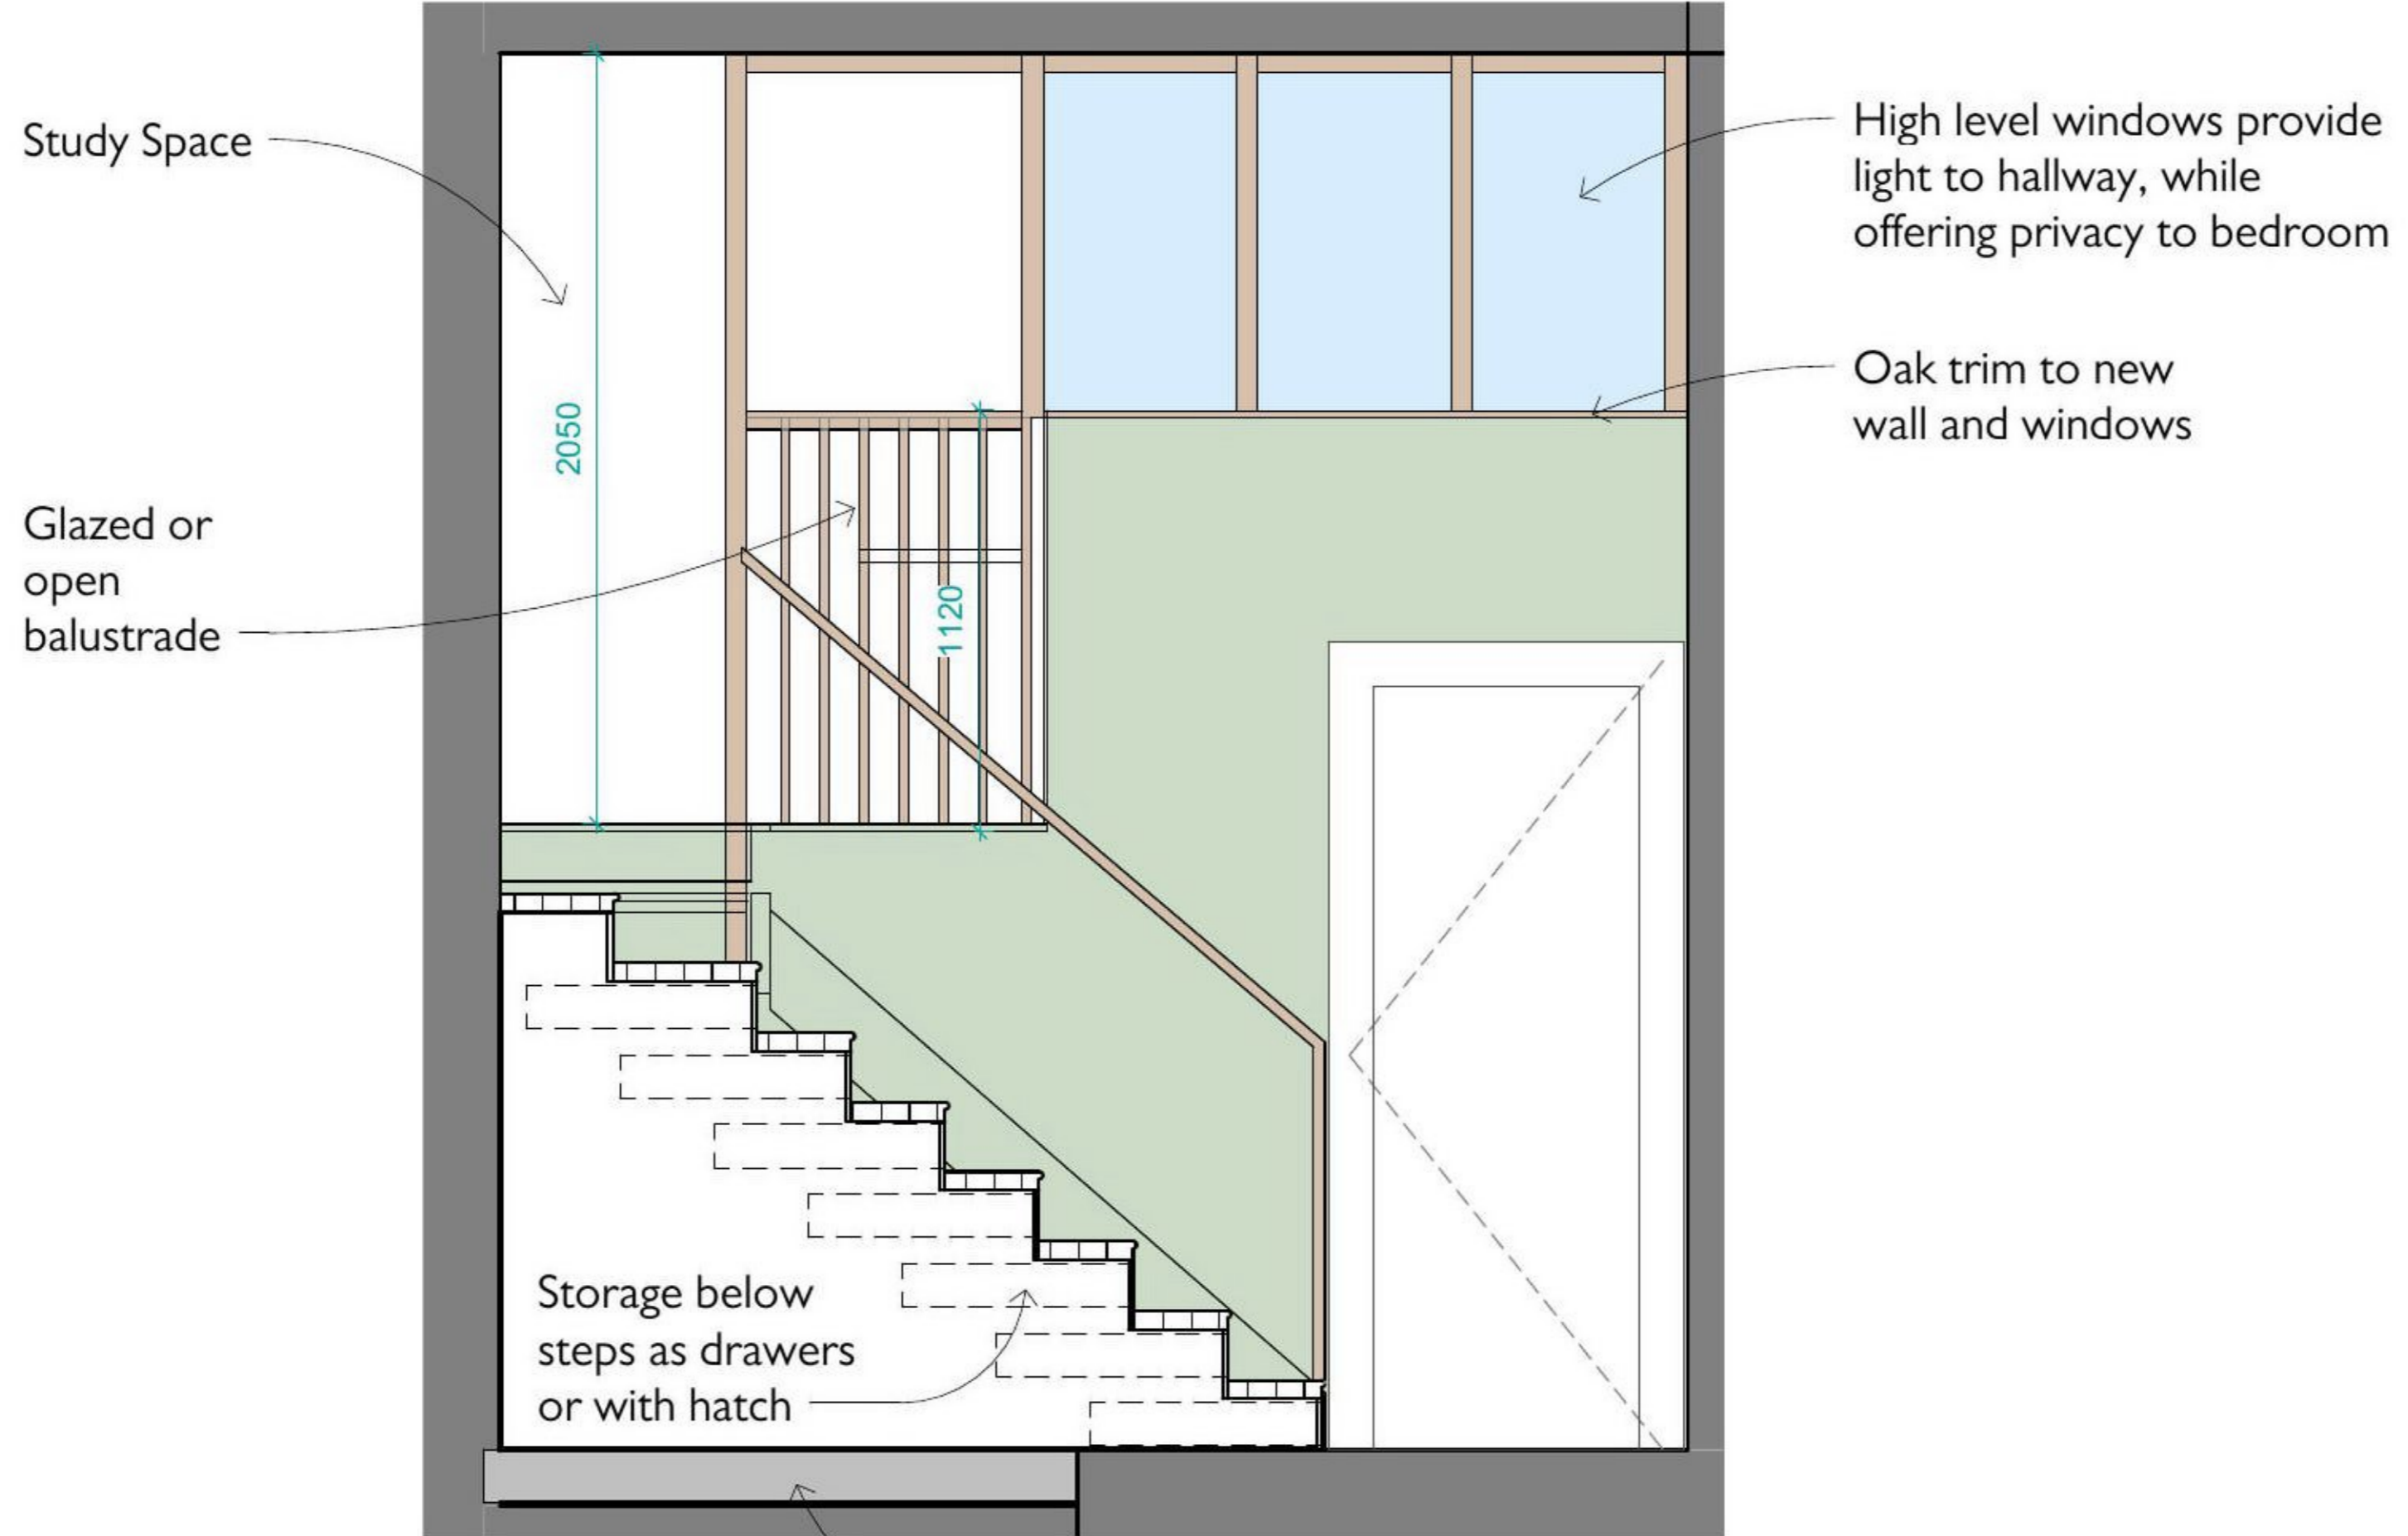 Study Space
High level windows provide
light to hallway, while
offering privacy to bedroom
Oak trim to new
wall and windows
2050
Glazed or
open
balustrade
1120
Storage below
steps as drawers
or with hatch